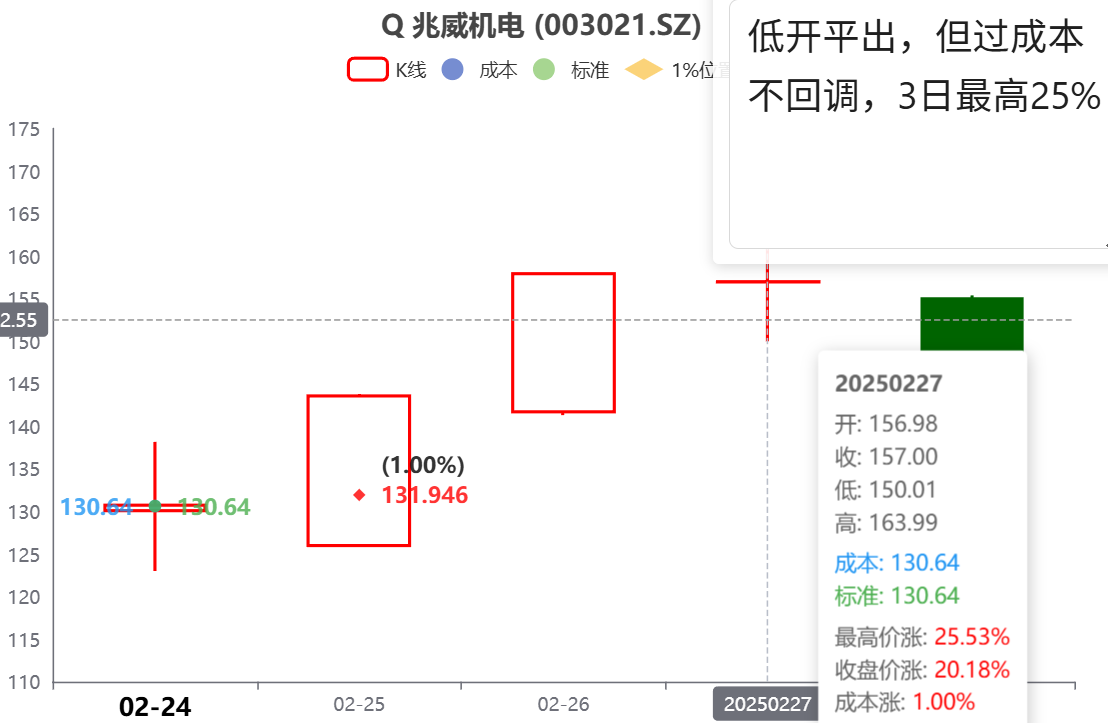 Q 兆威机电 (003021.SZ)
K线 成本 标准 1%位
低开平出，但过成本
不回调，3日最高25%
175
170
165
160
155
2.55
150
145
140
135
130
125
120
115
110
130.64 130.64
(1.00%)
131.946
02-24 02-25 02-26 20250227
20250227
开: 156.98
收: 157.00
低: 150.01
高: 163.99
成本: 130.64
标准: 130.64
最高价涨: 25.53%
收盘价涨: 20.18%
成本涨: 1.00%